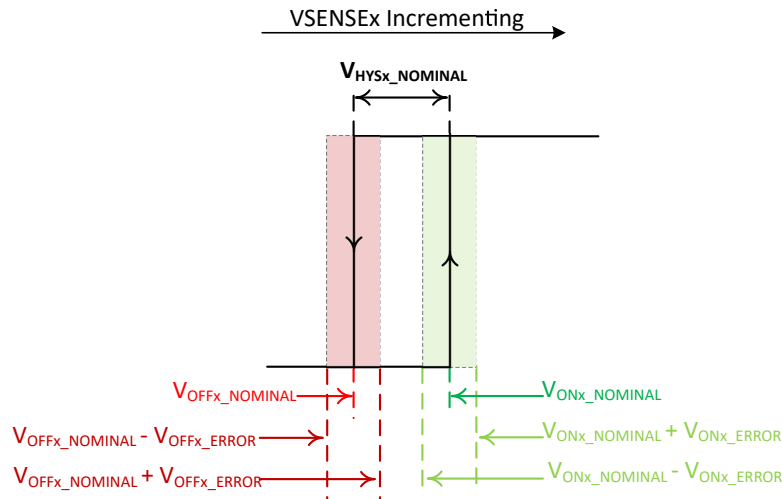 VSENSEx Incrementing
VHYSx_NOMINAL
VOFFx_NOMINAL
VONx_NOMINAL
VOFFx_NOMINAL - VOFFx_ERROR
VONx_NOMINAL + VONx_ERROR
VOFFx_NOMINAL + VOFFx_ERROR
VONx_NOMINAL - VONx_ERROR